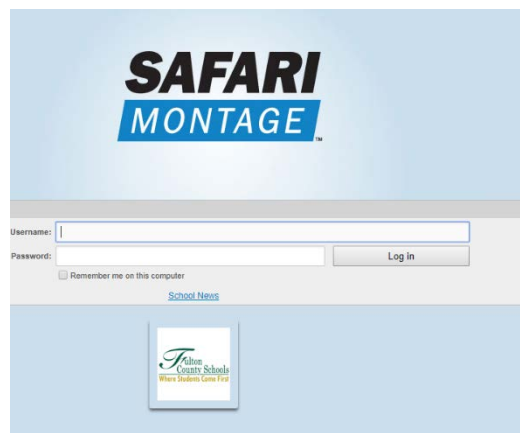 SAFARI
MONTAGE™
Username:
Password:
Log in
Remember me on this computer
School News
Fulton
County Schools
Where Students Come First